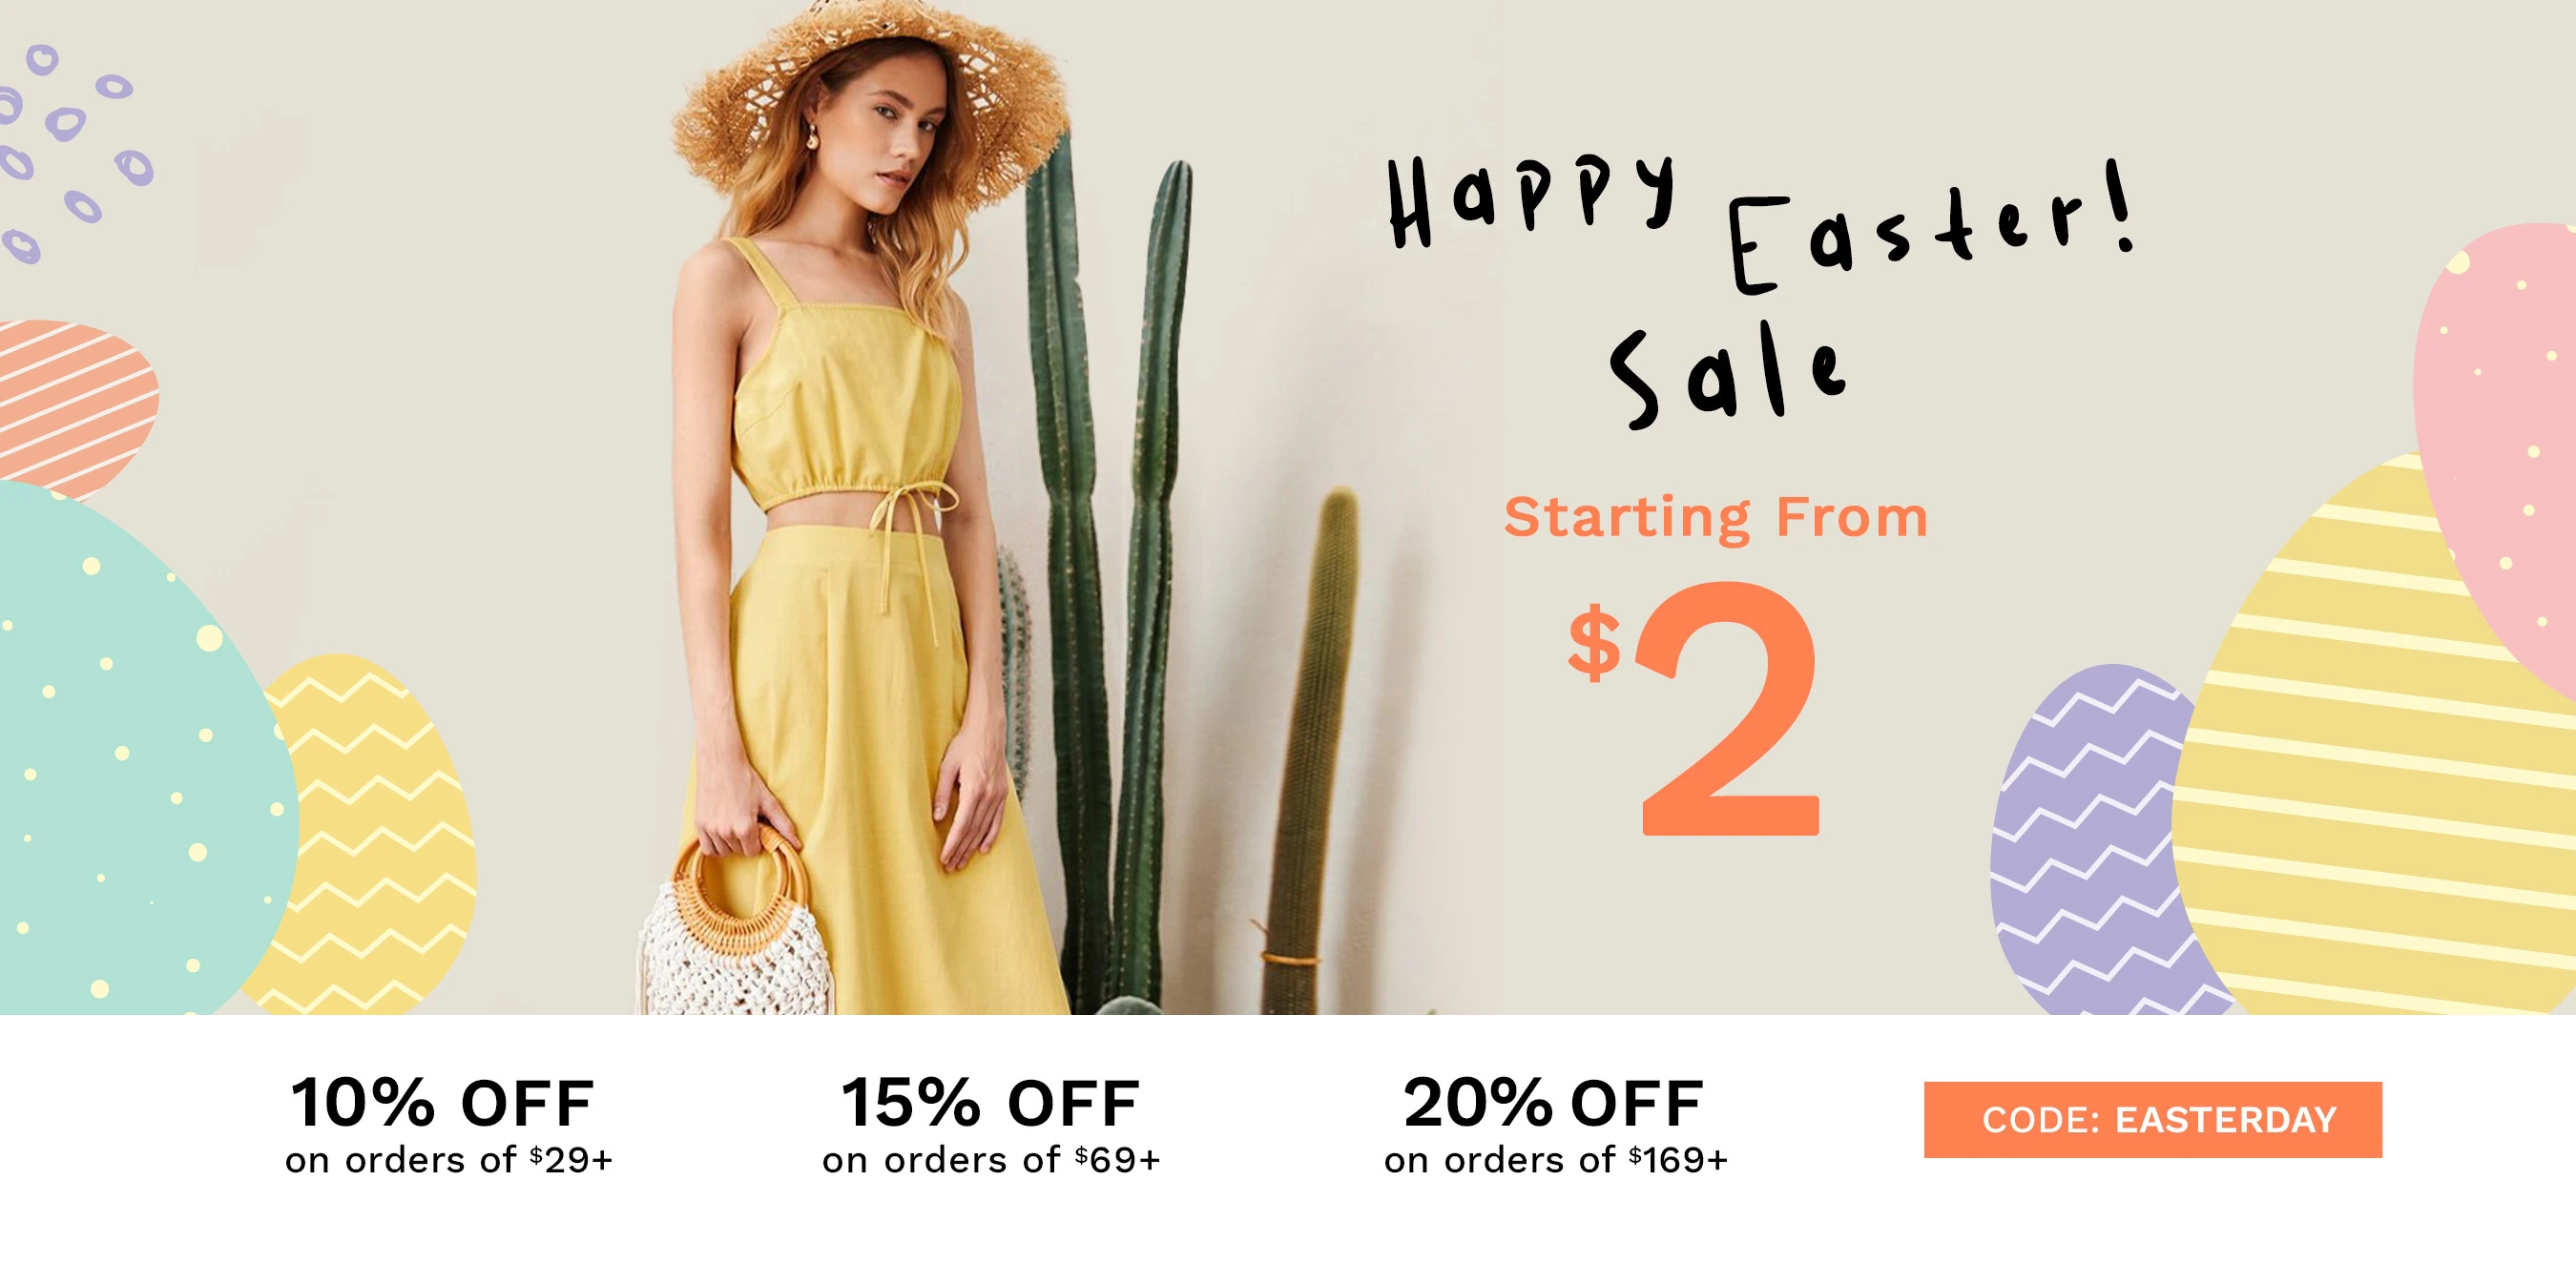 Happy Easter!
Sale
Starting From
$2
10% OFF
on orders of $29+
15% OFF
on orders of $69+
20% OFF
on orders of $169+
CODE: EASTERDAY